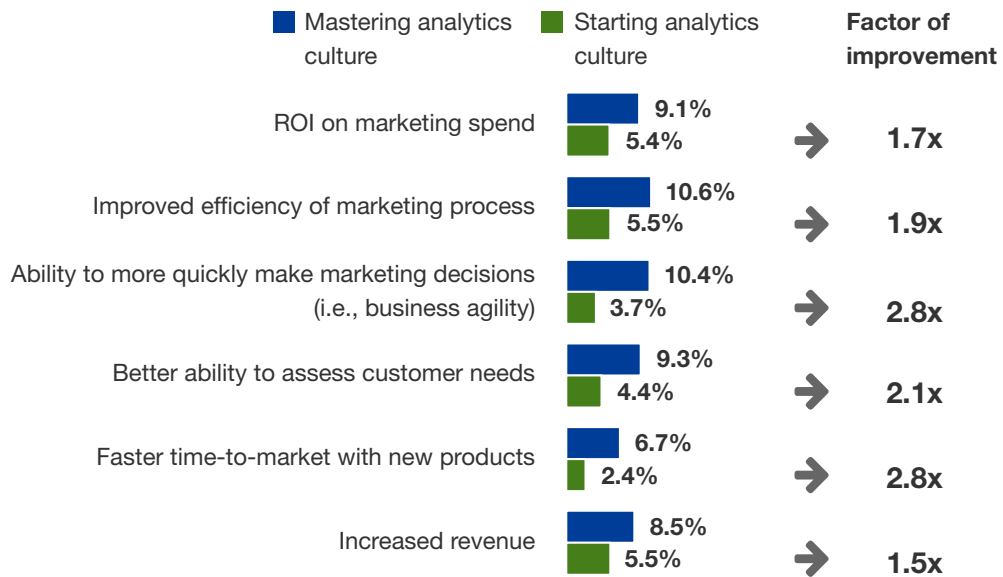 Mastering analytics
culture
Starting analytics
culture
Factor of
improvement
ROI on marketing spend
9.1%
5.4%
1.7x
Improved efficiency of marketing process
10.6%
5.5%
1.9x
Ability to more quickly make marketing decisions
(i.e., business agility)
10.4%
3.7%
2.8x
Better ability to assess customer needs
9.3%
4.4%
2.1x
Faster time-to-market with new products
6.7%
2.4%
2.8x
Increased revenue
8.5%
5.5%
1.5x